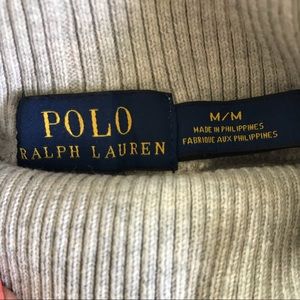 POLO
RALPH LAUREN
M/M
MADE IN PHILIPPINES
FABRIQUE AUX PHILIPPINES